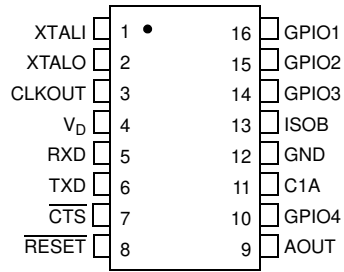 XTALI 1 16 GPIO1
XTALO 2 15 GPIO2
CLKOUT 3 14 GPIO3
VD 4 13 ISOB
RXD 5 12 GND
TXD 6 11 C1A
CTS 7 10 GPIO4
RESET 8 9 AOUT